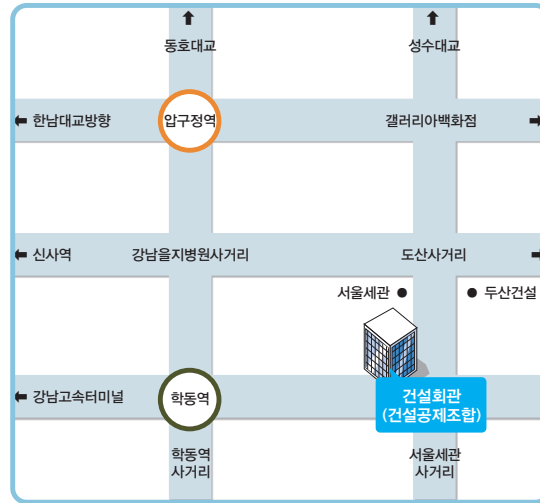 동호대교
성수대교
한남대교방향
압구정역
갤러리아백화점
신사역
강남을지병원사거리
도산사거리
서울세관
두산건설
강남고속터미널
학동역
건설회관
(건설공제조합)
학동역
사거리
서울세관
사거리